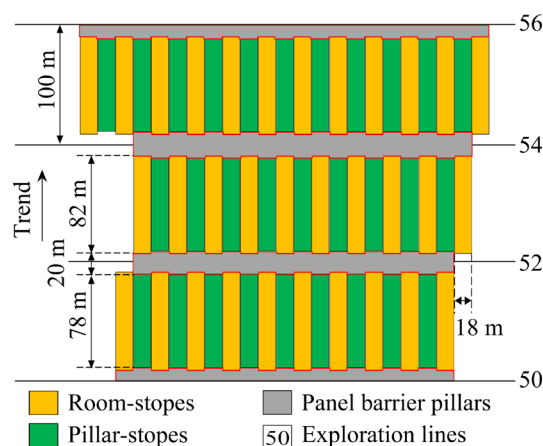 56
100 m
54
82 m
Trend
20 m
52
78 m
18 m
50
Room-stopes
Panel barrier pillars
Pillar-stopes
50 Exploration lines